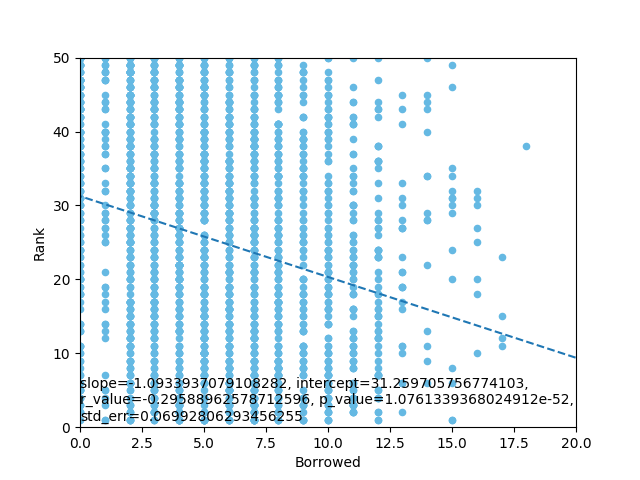 50
40
30
20
10
0
Rank
slope=-1.0933937079108282, intercept=31.259705756774103,
r_value=-0.29588962578712596, p_value=1.0761339368024912e-52,
std_err=0.06992806293456255
0.0 2.5 5.0 7.5 10.0 12.5 15.0 17.5 20.0
Borrowed